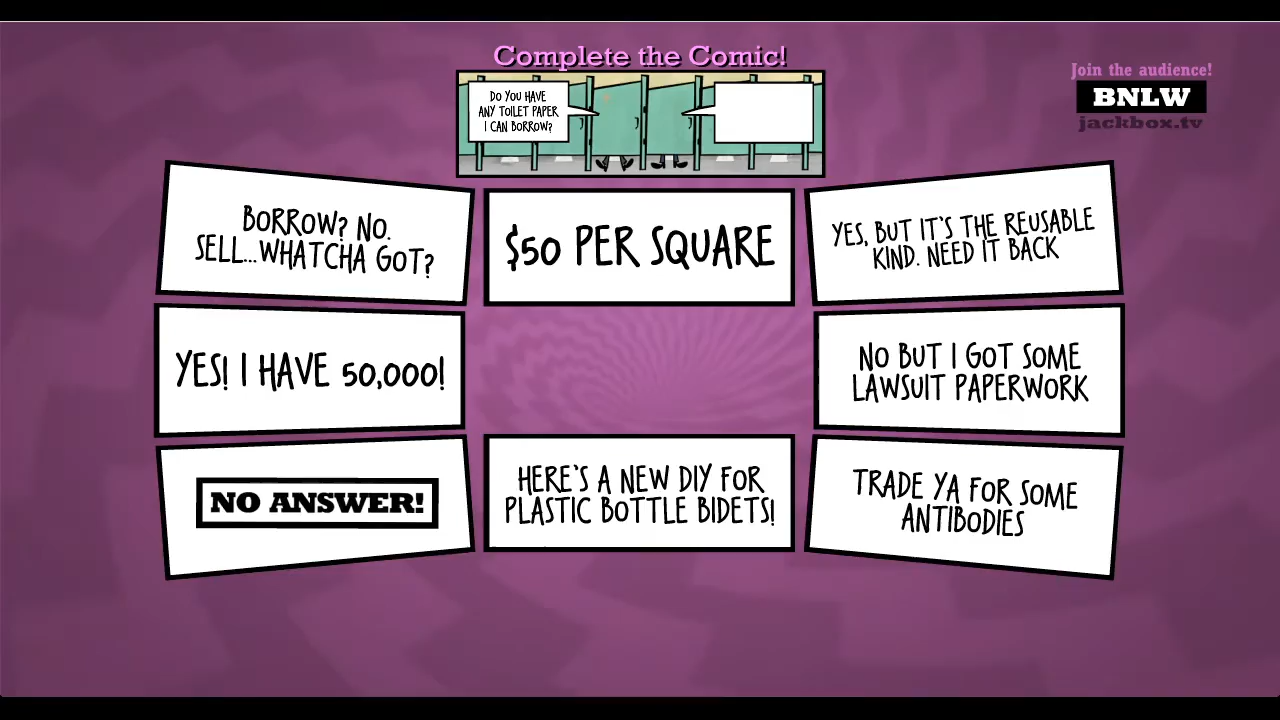 Complete the Comic!
DO YOU HAVE
ANY TOILET PAPER
I CAN BORROW?
Join the audience!
BNLW
jackbox.tv
BORROW? NO.
SELL...WHATCHA GOT?
$50 PER SQUARE
YES, BUT IT'S THE REUSABLE
KIND. NEED IT BACK
YES! I HAVE 50,000!
NO BUT I GOT SOME
LAWSUIT PAPERWORK
NO ANSWER!
HERE'S A NEW DIY FOR
PLASTIC BOTTLE BIDETS!
TRADE YA FOR SOME
ANTIBODIES